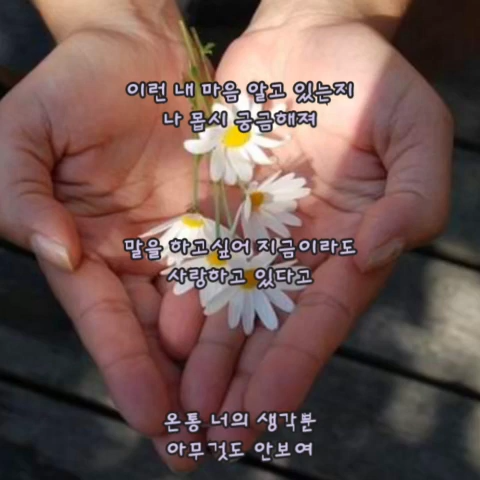 이런 내 마음 알고 있는지
나 몹시 궁금해져
말을 하고싶어 지금이라도
사랑하고 있다고
온통 너의 생각뿐
아무것도 안보여